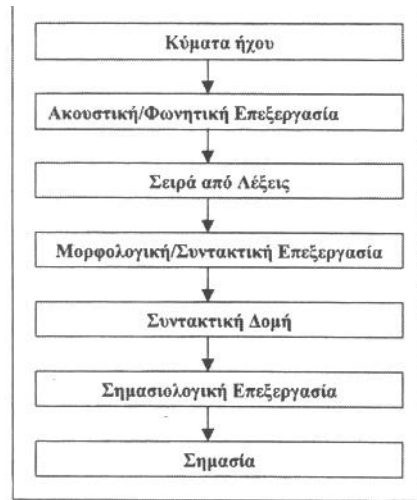 Κύματα ήχου
Ακουστική/Φωνητική Επεξεργασία
Σειρά από Λέξεις
Μορφολογική/Συντακτική Επεξεργασία
Συντακτική Δομή
Σημασιολογική Επεξεργασία
Σημασία